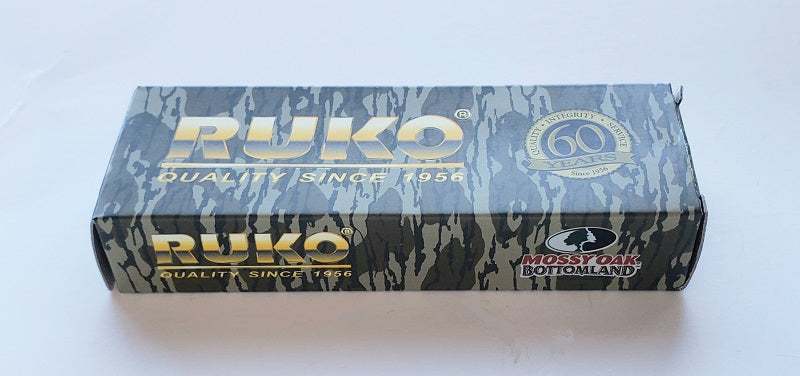 RUKO®
QUALITY SINCE 1956
QUALITY • INTEGRITY • SERVICE
60
YEARS
Since 1956
RUKO®
QUALITY SINCE 1956
MOSSY OAK
BOTTOMLAND